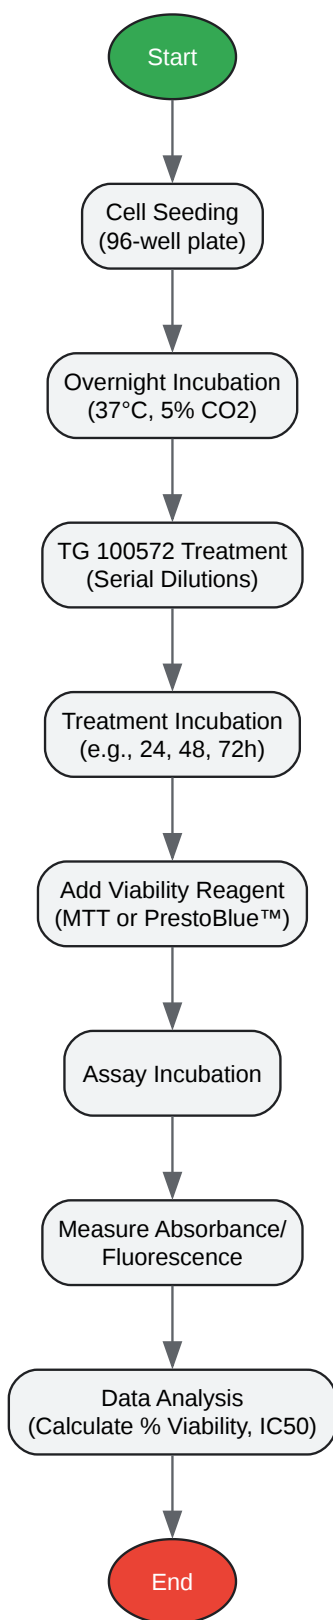 Start
Cell Seeding
(96-well plate)
Overnight Incubation
(37°C, 5% CO2)
TG 100572 Treatment
(Serial Dilutions)
Treatment Incubation
(e.g., 24, 48, 72h)
Add Viability Reagent
(MTT or PrestoBlue™)
Assay Incubation
Measure Absorbance/
Fluorescence
Data Analysis
(Calculate % Viability, IC50)
End